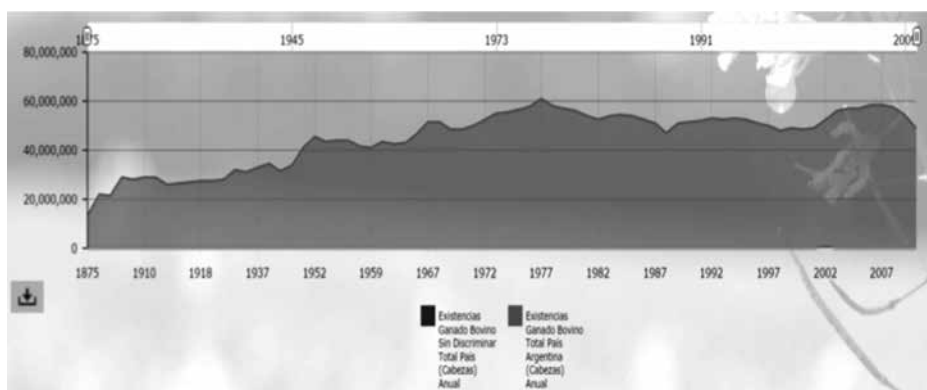 1875 1945 1973 1991 2009
80,000,000
60,000,000
40,000,000
20,000,000
0
1875 1910 1918 1937 1952 1959 1967 1972 1977 1982 1987 1992 1997 2002 2007
Existencias
Ganado Bovino
Sin Discriminar
Total País
(Cabezas)
Anual
Existencias
Ganado Bovino
Total País
Argentina
(Cabezas)
Anual